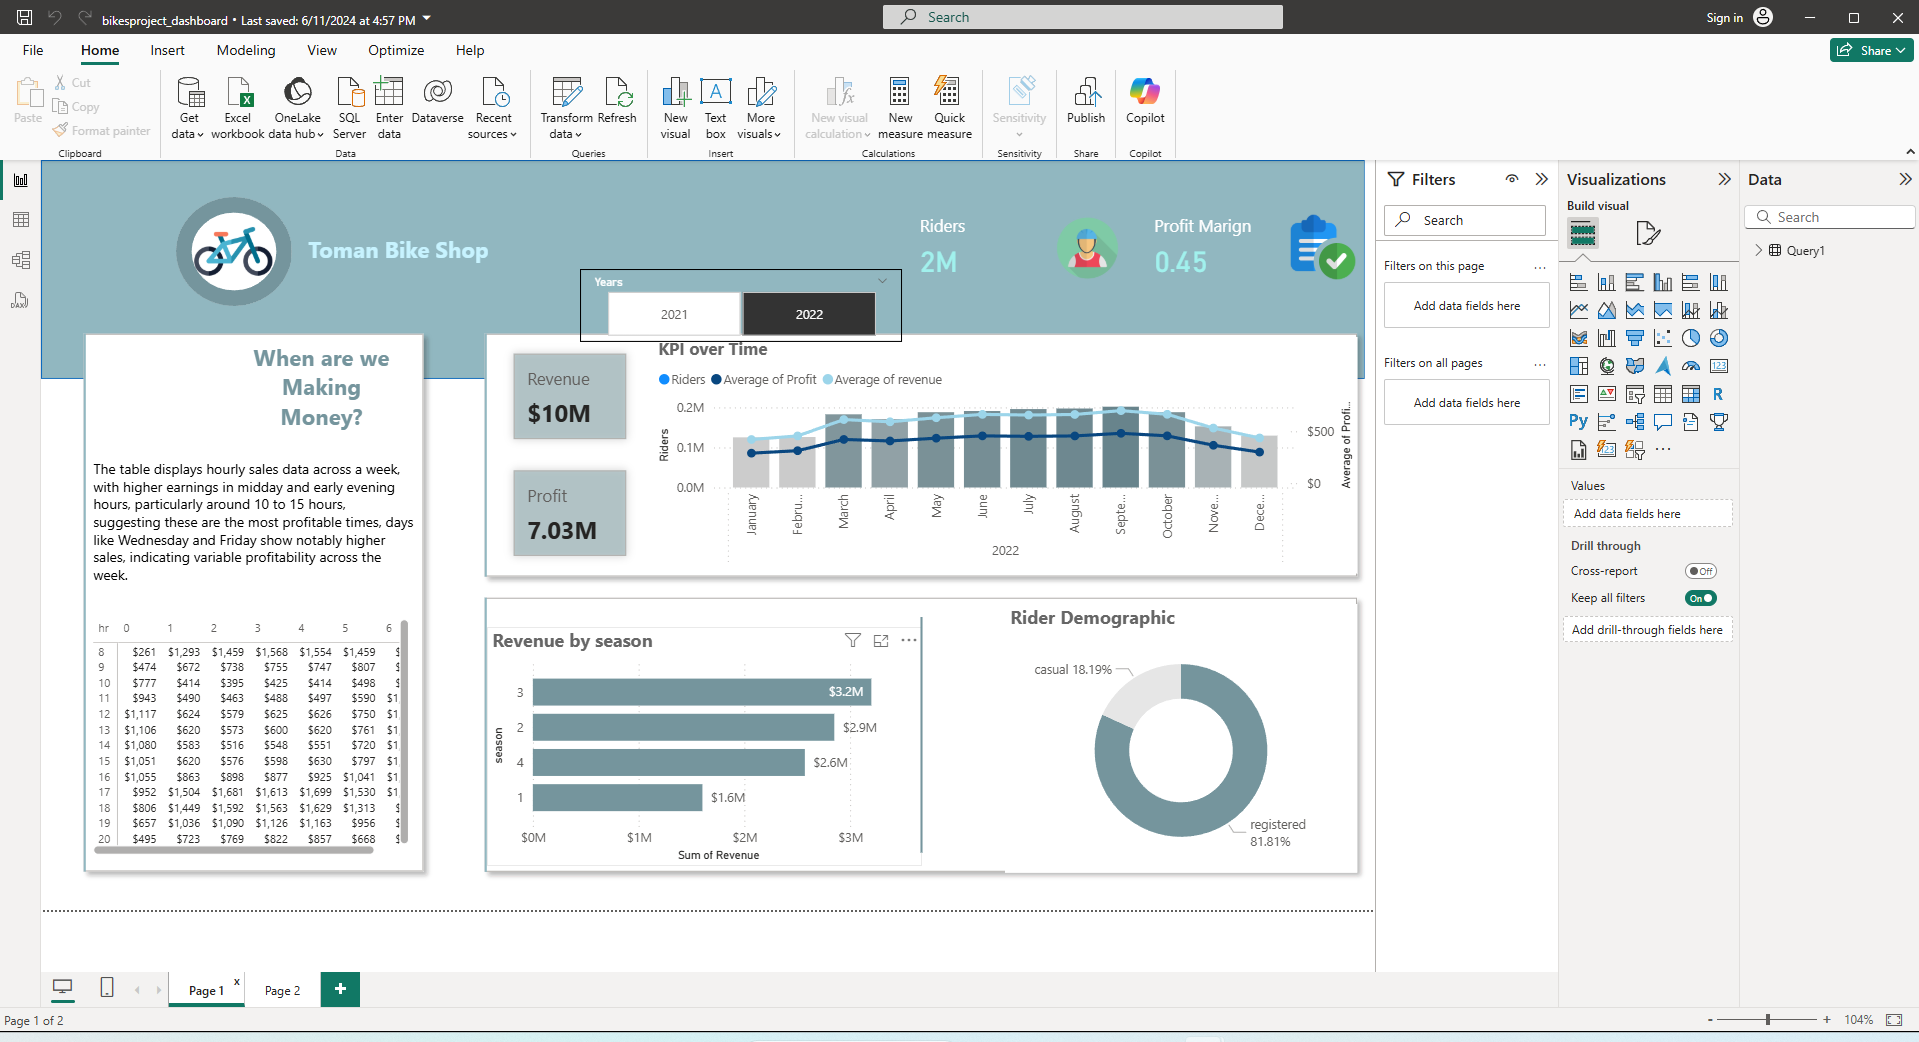 bikesproject_dashboard • Last saved: 6/11/2024 at 4:57 PM
Search
Sign in
File Home Insert Modeling View Optimize Help
Share
Paste
Cut
Copy
Format painter
Clipboard
Get data
Excel workbook
OneLake data hub
SQL Server
Enter data
Dataverse
Recent sources
Data
Transform data
Refresh
Queries
New visual
Text box
More visuals
Insert
New visual calculation
New measure
Quick measure
Calculations
Sensitivity
Sensitivity
Publish
Share
Copilot
Copilot
Toman Bike Shop
Riders
2M
Profit Marign
0.45
Years
2021
2022
When are we
Making
Money?
The table displays hourly sales data across a week,
with higher earnings in midday and early evening
hours, particularly around 10 to 15 hours,
suggesting these are the most profitable times, days
like Wednesday and Friday show notably higher
sales, indicating variable profitability across the
week.
hr 0 1 2 3 4 5 6
8 $261 $1,293 $1,459 $1,568 $1,554 $1,459 $
9 $474 $672 $738 $755 $747 $807
10 $777 $414 $395 $425 $414 $498 $
11 $943 $490 $463 $488 $497 $590 $1
12 $1,117 $624 $579 $625 $626 $750 $1
13 $1,106 $620 $573 $600 $620 $761 $1
14 $1,080 $583 $516 $548 $551 $720 $1
15 $1,051 $620 $576 $598 $630 $797 $1
16 $1,055 $863 $898 $877 $925 $1,041 $1
17 $952 $1,504 $1,681 $1,613 $1,699 $1,530 $1
18 $806 $1,449 $1,592 $1,563 $1,629 $1,313 $
19 $657 $1,036 $1,090 $1,126 $1,163 $956 $
20 $495 $723 $769 $822 $857 $668 $
Revenue
$10M
Profit
7.03M
KPI over Time
Riders Average of Profit Average of revenue
0.2M
0.1M
0.0M
Riders
$500
$0
Average of Profi...
January
Febru...
March
April
May
June
July
August
Septe...
October
Nove...
Dece...
2022
Revenue by season
season
3 $3.2M
2 $2.9M
4 $2.6M
1 $1.6M
$0M $1M $2M $3M
Sum of Revenue
Rider Demographic
casual 18.19%
registered
81.81%
Filters
Search
Filters on this page ...
Add data fields here
Filters on all pages ...
Add data fields here
Visualizations
Build visual
123
R
Py
...
Values
Add data fields here
Drill through
Cross-report Off
Keep all filters On
Add drill-through fields here
Data
Search
Query1
DAX
Page 1 x
Page 2
+
Page 1 of 2
- + 104%